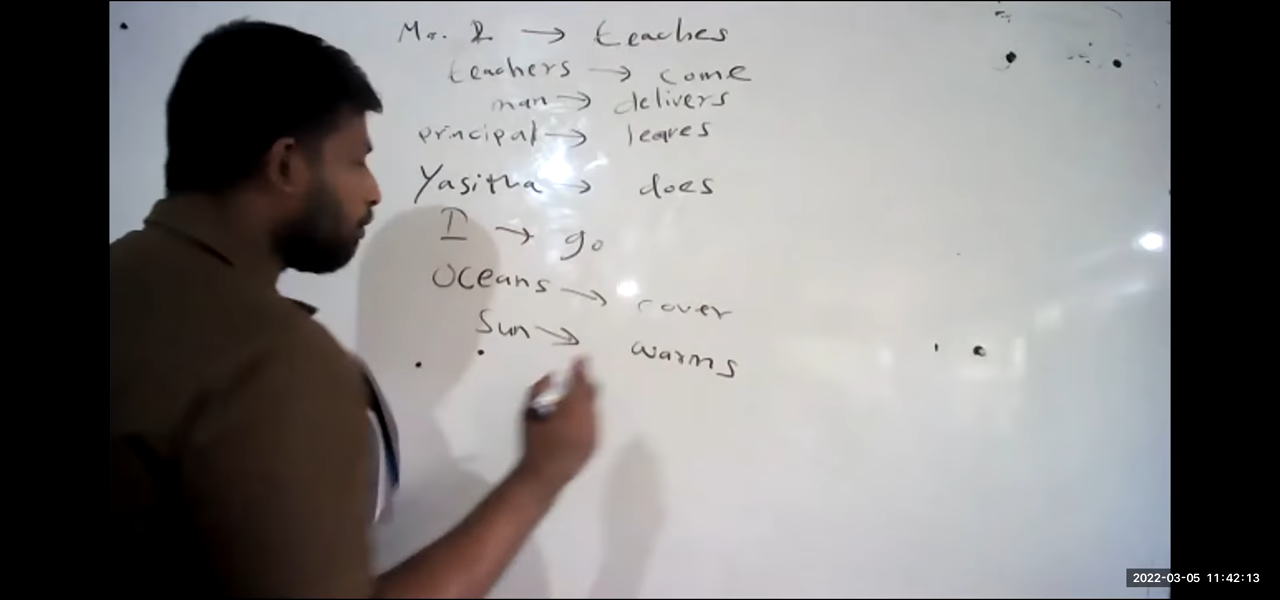 Mr. R → teaches
teachers → come
man → delivers
principal → leaves
Yasitha → does
I → go
Oceans → cover
Sun → warms
2022-03-05 11:42:13